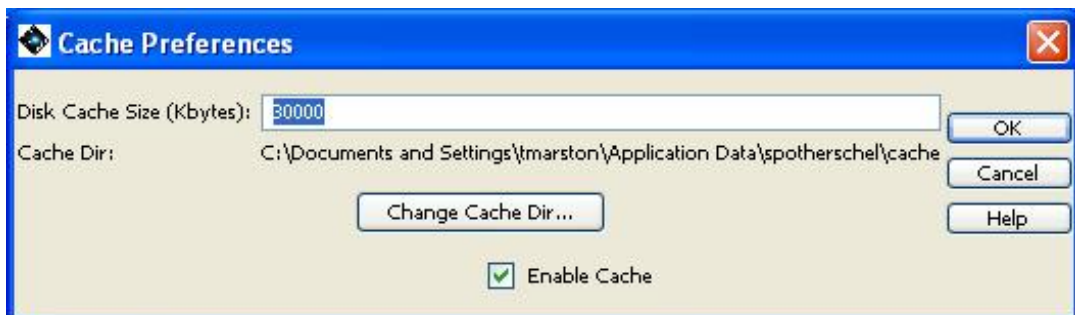 Cache Preferences
Disk Cache Size (Kbytes): 30000
OK
Cache Dir: C:\Documents and Settings\tmarston\Application Data\spotherschel\cache
Cancel
Change Cache Dir...
Help
Enable Cache